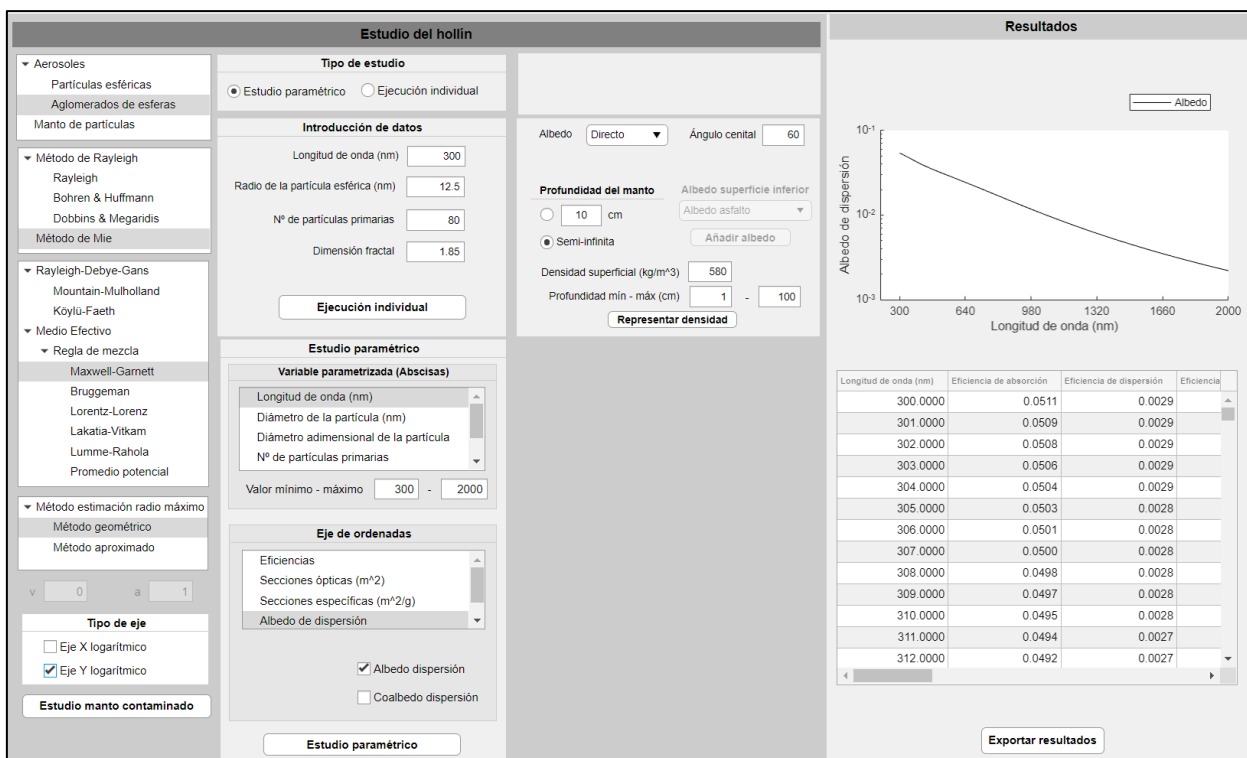 Estudio del hollín
Aerosoles
Partículas esféricas
Aglomerados de esferas
Manto de partículas
Método de Rayleigh
Rayleigh
Bohren & Huffmann
Dobbins & Megaridis
Método de Mie
Rayleigh-Debye-Gans
Mountain-Mulholland
Köylü-Faeth
Medio Efectivo
Regla de mezcla
Maxwell-Garnett
Bruggeman
Lorentz-Lorenz
Lakatia-Vitkam
Lumme-Rahola
Promedio potencial
Método estimación radio máximo
Método geométrico
Método aproximado
v 0 a 1
Tipo de eje
Eje X logarítmico
Eje Y logarítmico
Estudio manto contaminado
Tipo de estudio
Estudio paramétrico Ejecución individual
Introducción de datos
Longitud de onda (nm) 300
Radio de la partícula esférica (nm) 12.5
Nº de partículas primarias 80
Dimensión fractal 1.85
Ejecución individual
Estudio paramétrico
Variable parametrizada (Abscisas)
Longitud de onda (nm)
Diámetro de la partícula (nm)
Diámetro adimensional de la partícula
Nº de partículas primarias
Valor mínimo - máximo 300 - 2000
Eje de ordenadas
Eficiencias
Secciones ópticas (m^2)
Secciones específicas (m^2/g)
Albedo de dispersión
Albedo dispersión
Coalbedo dispersión
Estudio paramétrico
Albedo Directo Ángulo cenital 60
Profundidad del manto Albedo superficie inferior
10 cm Albedo asfalto
Semi-infinita Añadir albedo
Densidad superficial (kg/m^3) 580
Profundidad mín - máx (cm) 1 - 100
Representar densidad
Resultados
Albedo
10-1
10-2
10-3
Albedo de dispersión
300 640 980 1320 1660 2000
Longitud de onda (nm)
Longitud de onda (nm) Eficiencia de absorción Eficiencia de dispersión Eficiencia
300.0000 0.0511 0.0029
301.0000 0.0509 0.0029
302.0000 0.0508 0.0029
303.0000 0.0506 0.0029
304.0000 0.0504 0.0029
305.0000 0.0503 0.0028
306.0000 0.0501 0.0028
307.0000 0.0500 0.0028
308.0000 0.0498 0.0028
309.0000 0.0497 0.0028
310.0000 0.0495 0.0028
311.0000 0.0494 0.0027
312.0000 0.0492 0.0027
Exportar resultados